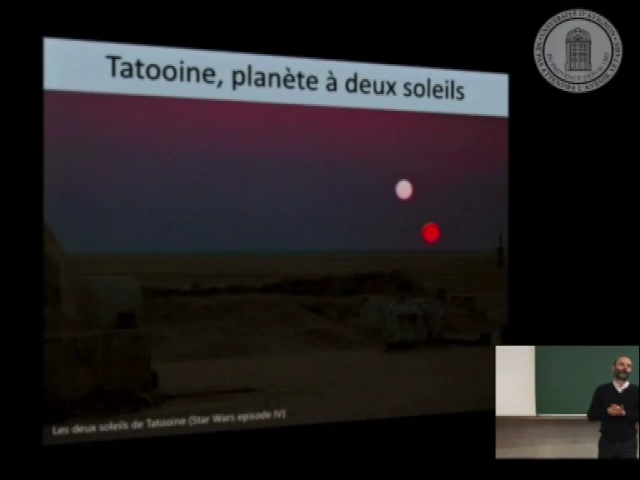 Tatooine, planète à deux soleils
Les deux soleils de Tatooine (Star Wars episode IV)